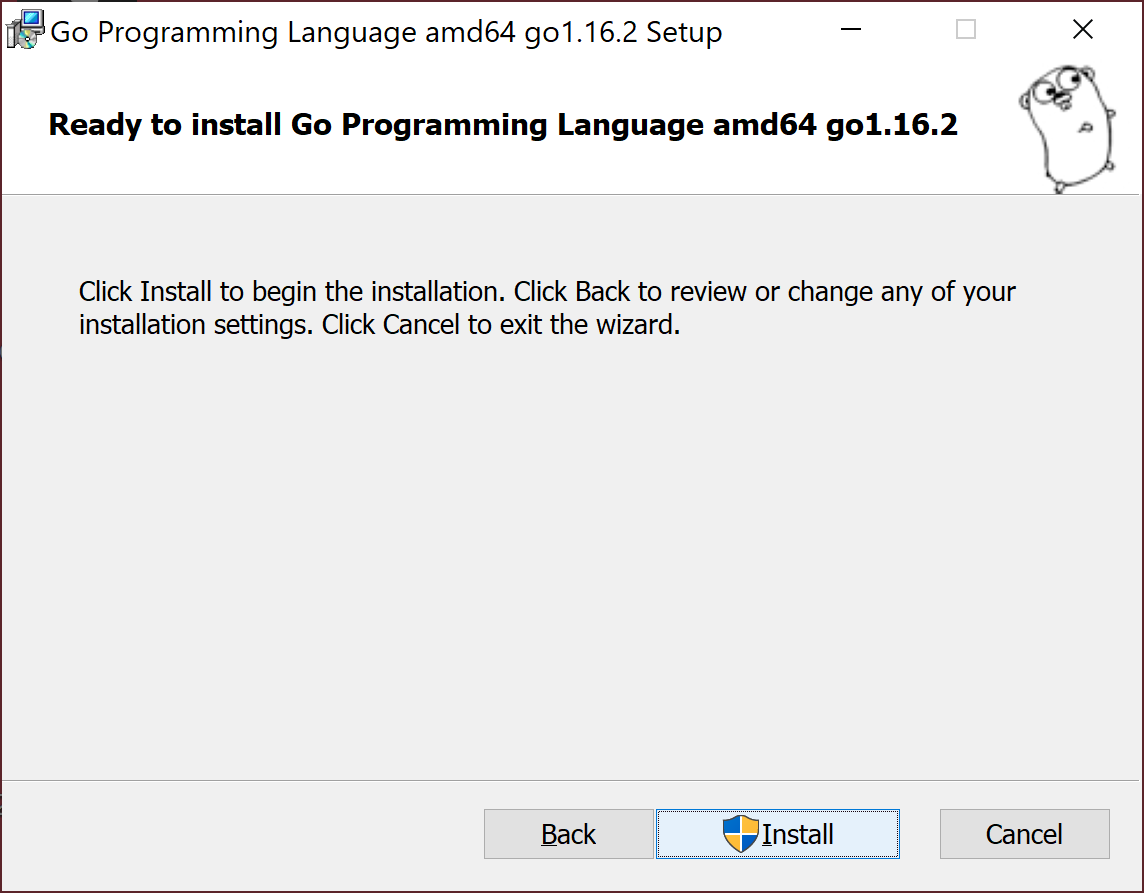 Go Programming Language amd64 go1.16.2 Setup
Ready to install Go Programming Language amd64 go1.16.2
Click Install to begin the installation. Click Back to review or change any of your
installation settings. Click Cancel to exit the wizard.
Back
Install
Cancel